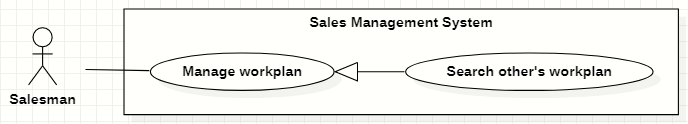 Sales Management System
Manage workplan
Search other's workplan
Salesman